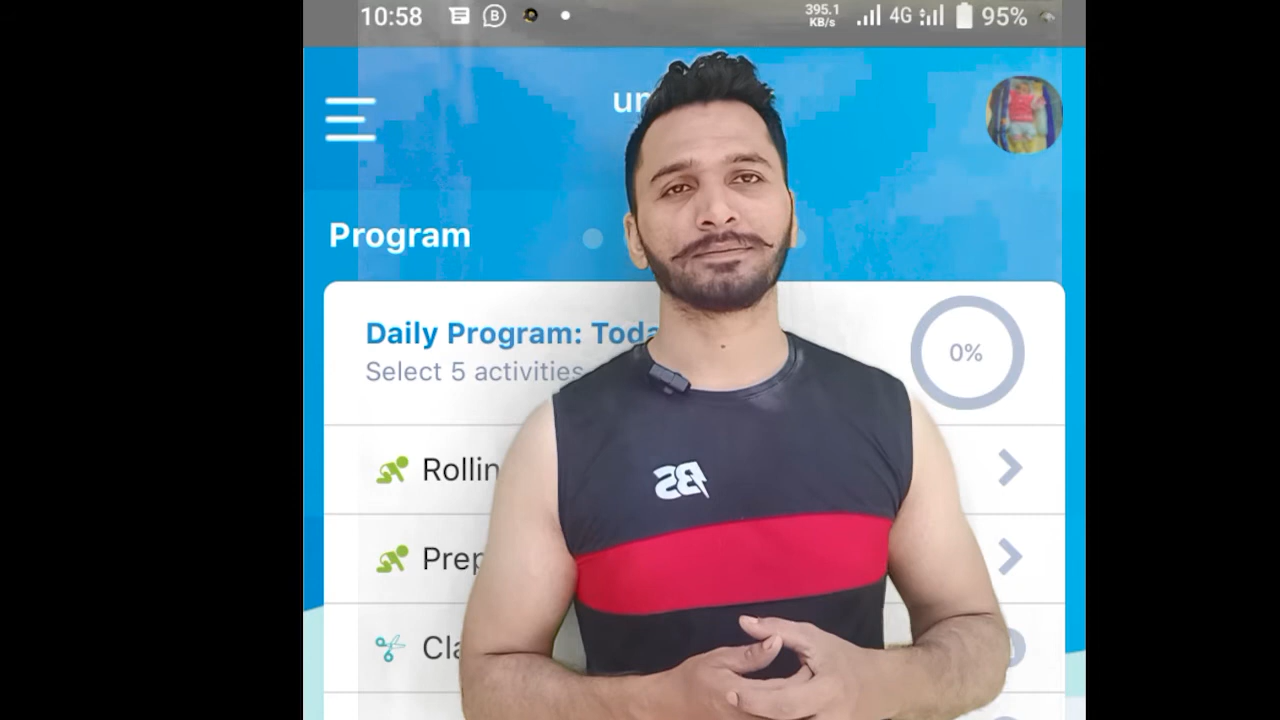 10:58 B 395.1 KB/s 4G 95%
un
Program
Daily Program: Toda
Select 5 activities
0%
Rollin
Prep
Cla
BS